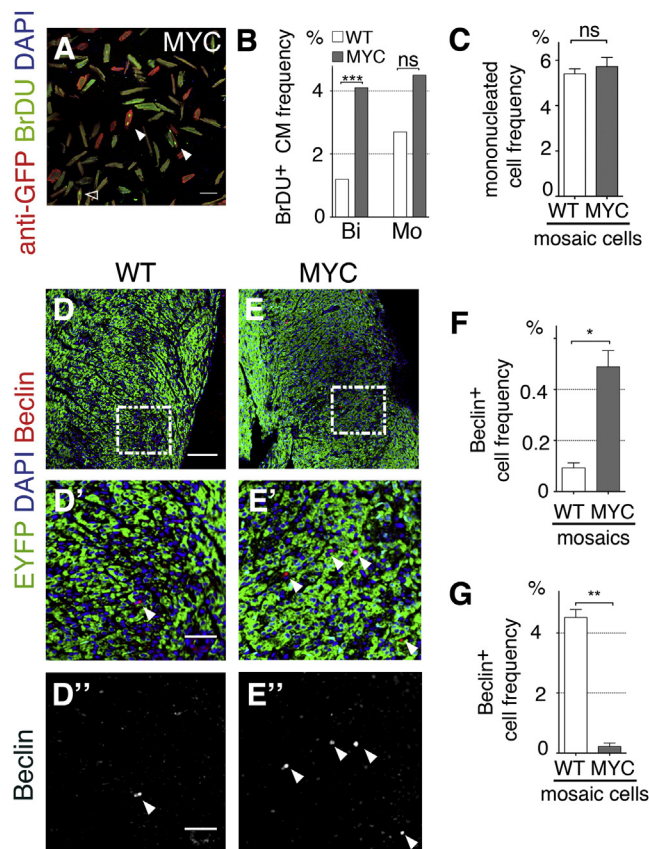 A
MYC
anti-GFP BrDU DAPI
B
%
WT
MYC
***
ns
BrDU+ CM frequency
4
2
0
Bi
Mo
C
%
ns
mononucleated
cell frequency
6
4
2
0
WT MYC
mosaic cells
WT
MYC
EYFP DAPI Beclin
D
E
D'
E'
Beclin
D''
E''
F
%
*
Beclin+
cell frequency
0.4
0.2
0
WT MYC
mosaics
G
%
**
Beclin+
cell frequency
4
2
0
WT MYC
mosaic cells